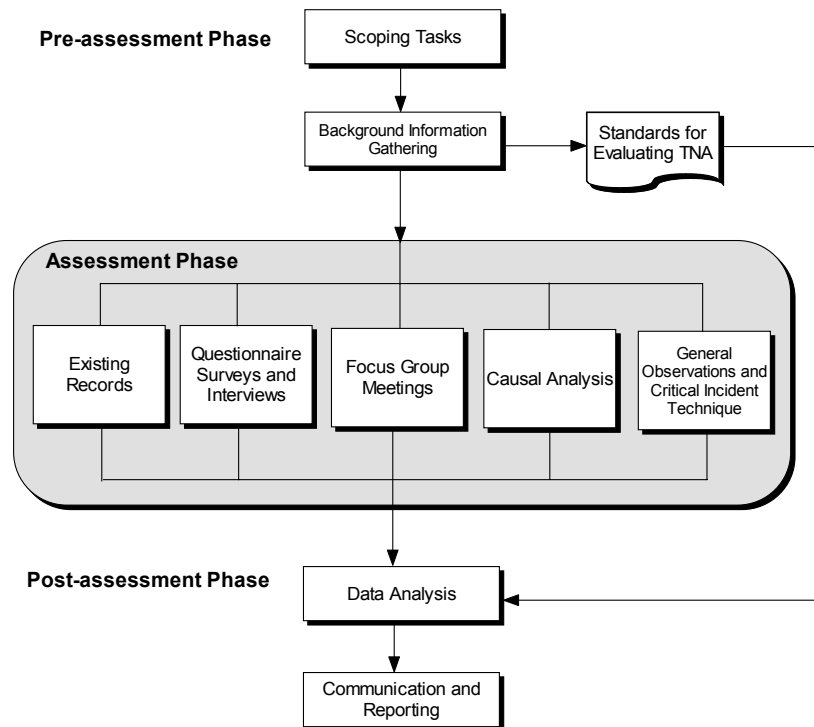 Pre-assessment Phase
Scoping Tasks
Background Information
Gathering
Standards for
Evaluating TNA
Assessment Phase
Existing
Records
Questionnaire
Surveys and
Interviews
Focus Group
Meetings
Causal Analysis
General
Observations and
Critical Incident
Technique
Post-assessment Phase
Data Analysis
Communication and
Reporting